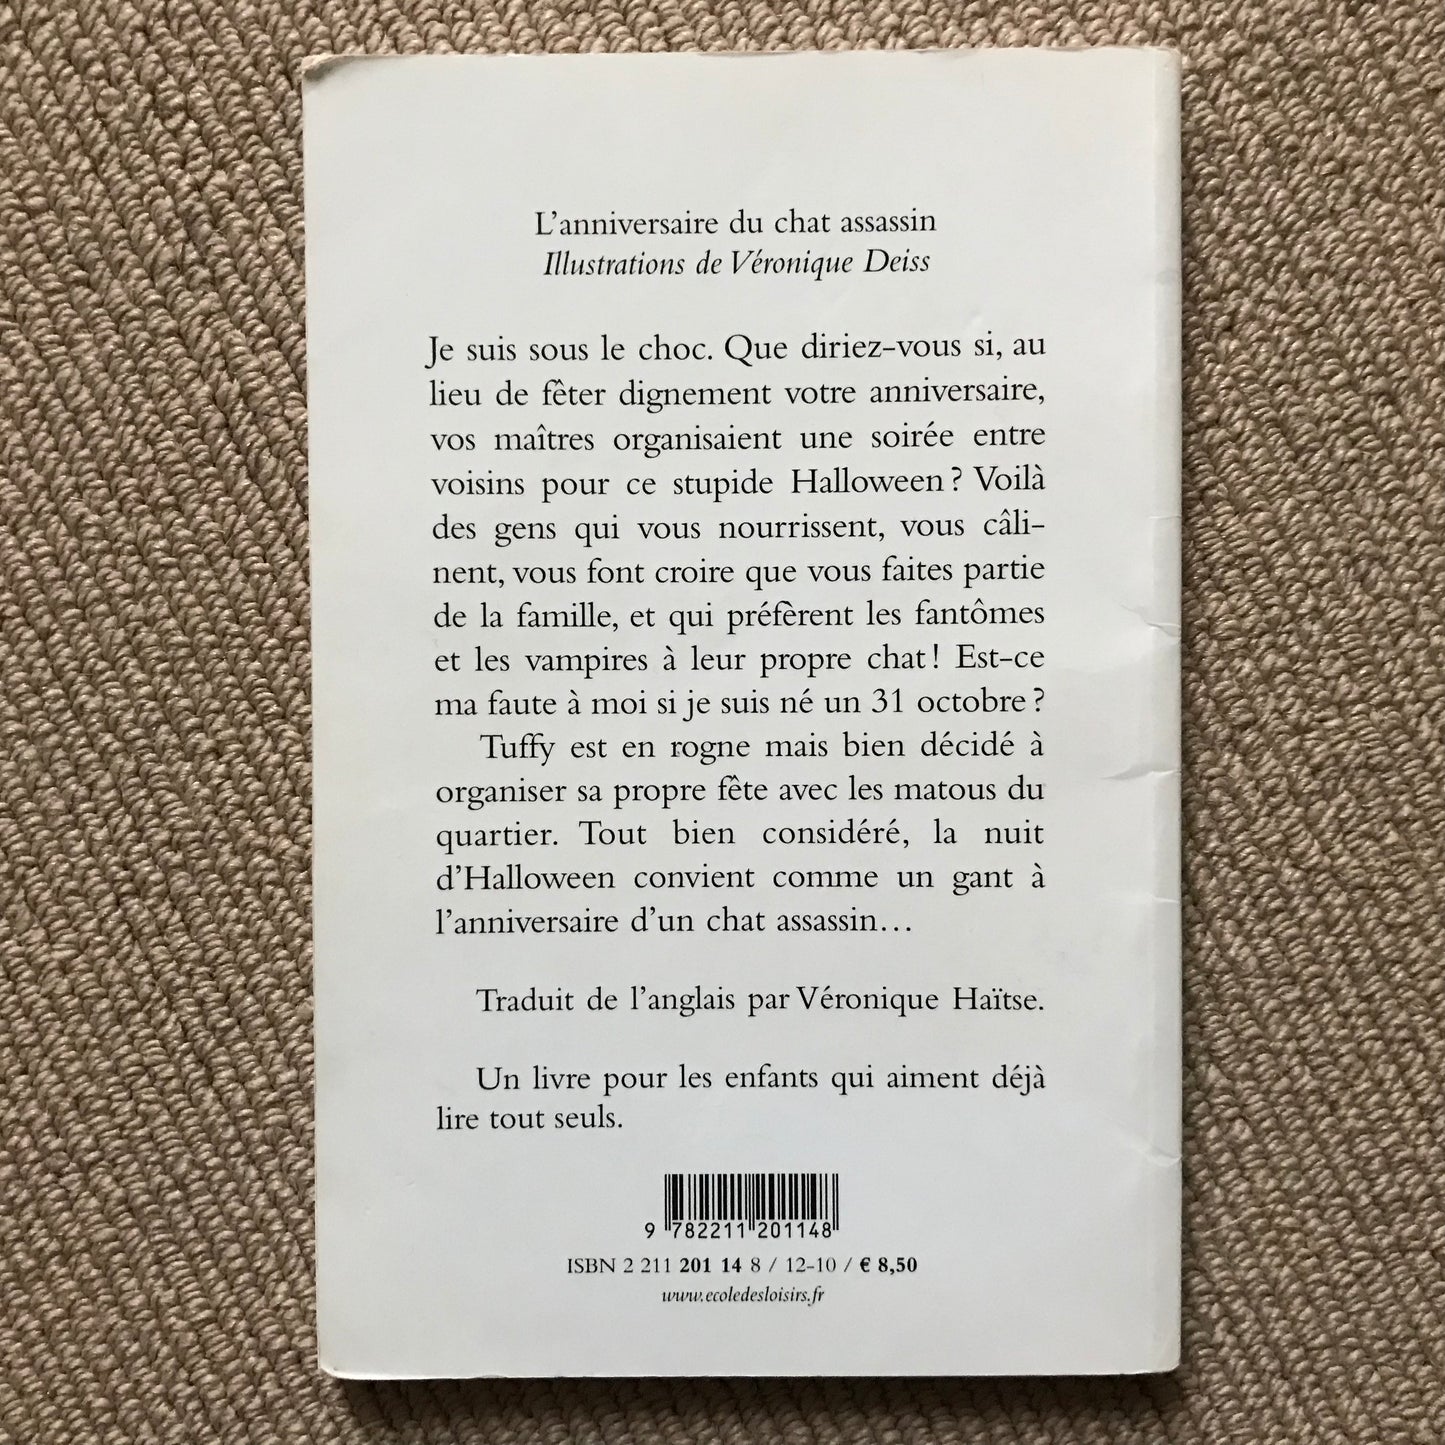 L'anniversaire du chat assassin
Illustrations de Véronique Deiss
Je suis sous le choc. Que diriez-vous si, au
lieu de fêter dignement votre anniversaire,
vos maîtres organisaient une soirée entre
voisins pour ce stupide Halloween ? Voilà
des gens qui vous nourrissent, vous câli-
nent, vous font croire que vous faites partie
de la famille, et qui préfèrent les fantômes
et les vampires à leur propre chat ! Est-ce
ma faute à moi si je suis né un 31 octobre ?
Tuffy est en rogne mais bien décidé à
organiser sa propre fête avec les matous du
quartier. Tout bien considéré, la nuit
d'Halloween convient comme un gant à
l'anniversaire d'un chat assassin…
Traduit de l'anglais par Véronique Haïtse.
Un livre pour les enfants qui aiment déjà
lire tout seuls.
9 782211 201148
ISBN 2 211 201 14 8 / 12-10 / € 8,50
www.ecoledesloisirs.fr